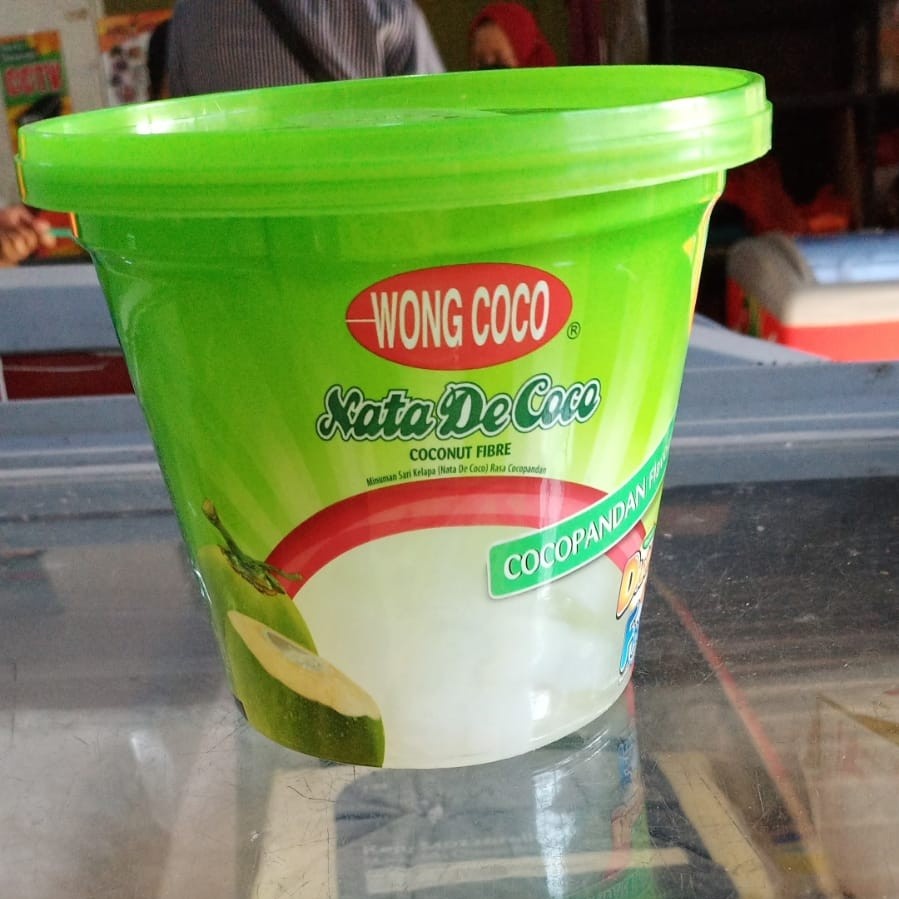 CCTV
WONG COCO
®
Nata De Coco
COCONUT FIBRE
Minuman Sari Kelapa (Nata De Coco) Rasa Cocopandan
COCOPANDAN